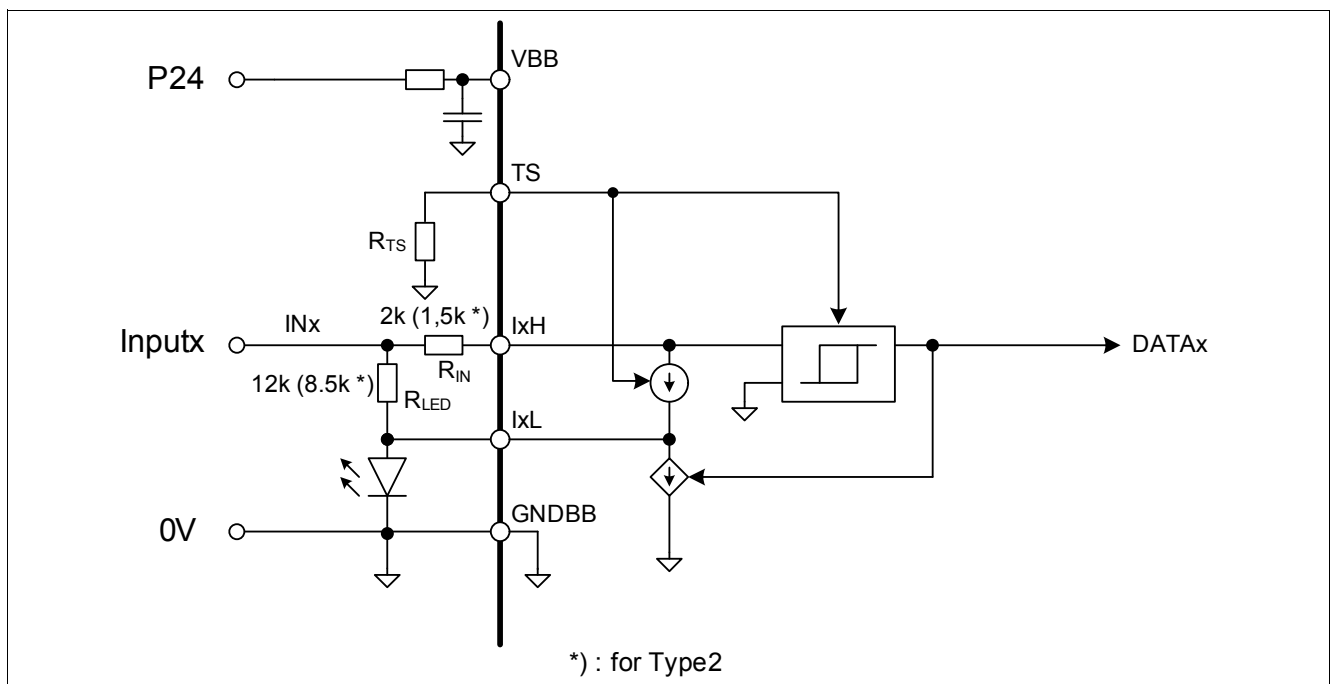 VBB
P24
TS
RTS
2k (1,5k *)
INx
IxH
Inputx
DATAx
RIN
12k (8.5k *)
RLED
IxL
GNDBB
0V
*) : for Type2